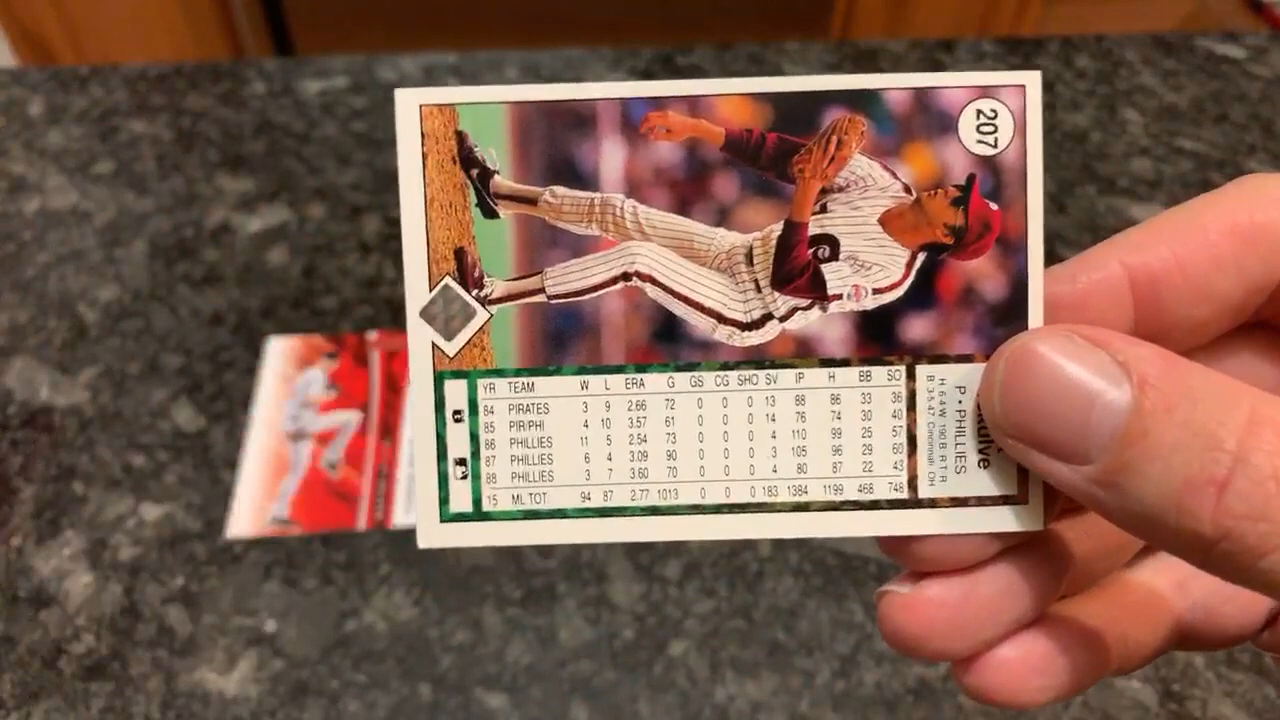 207
YR TEAM W L ERA G GS CG SHO SV IP H BB SO
84 PIRATES 3 9 2.66 72 0 0 0 13 88 86 33 36
85 PIR/PHI 4 10 3.57 61 0 0 0 14 76 74 30 40
86 PHILLIES 11 5 2.54 73 0 0 0 4 110 99 25 57
87 PHILLIES 6 4 3.09 90 0 0 0 3 105 96 29 60
88 PHILLIES 3 7 3.60 70 0 0 0 4 80 87 22 43
15 ML TOT 94 87 2.77 1013 0 0 0 183 1384 1199 468 748
P • PHILLIES
H 6 4 W 190 B R T R
B 3-5-47, Cincinnati OH